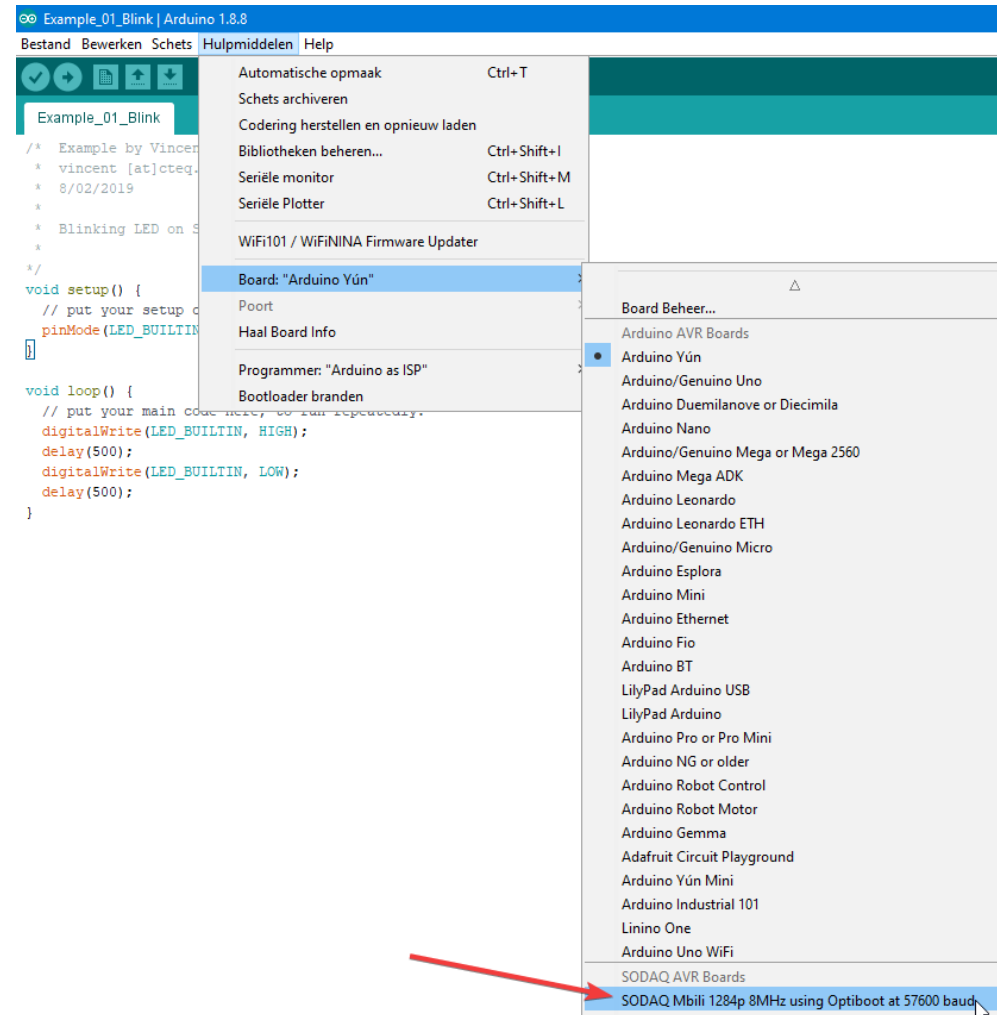 Example_01_Blink | Arduino 1.8.8
Bestand Bewerken Schets Hulpmiddelen Help
Example_01_Blink
/* Example by Vincen
* vincent [at]cteq.
* 8/02/2019
*
* Blinking LED on S
*
*/
void setup() {
// put your setup c
pinMode(LED_BUILTIN
}
void loop() {
// put your main code here, to run repeatedly:
digitalWrite(LED_BUILTIN, HIGH);
delay(500);
digitalWrite(LED_BUILTIN, LOW);
delay(500);
}
Automatische opmaak Ctrl+T
Schets archiveren
Codering herstellen en opnieuw laden
Bibliotheken beheren... Ctrl+Shift+I
Seriële monitor Ctrl+Shift+M
Seriële Plotter Ctrl+Shift+L
WiFi101 / WiFiNINA Firmware Updater
Board: "Arduino Yún"
Poort
Haal Board Info
Programmer: "Arduino as ISP"
Bootloader branden
Board Beheer...
Arduino AVR Boards
Arduino Yún
Arduino/Genuino Uno
Arduino Duemilanove or Diecimila
Arduino Nano
Arduino/Genuino Mega or Mega 2560
Arduino Mega ADK
Arduino Leonardo
Arduino Leonardo ETH
Arduino/Genuino Micro
Arduino Esplora
Arduino Mini
Arduino Ethernet
Arduino Fio
Arduino BT
LilyPad Arduino USB
LilyPad Arduino
Arduino Pro or Pro Mini
Arduino NG or older
Arduino Robot Control
Arduino Robot Motor
Arduino Gemma
Adafruit Circuit Playground
Arduino Yún Mini
Arduino Industrial 101
Linino One
Arduino Uno WiFi
SODAQ AVR Boards
SODAQ Mbili 1284p 8MHz using Optiboot at 57600 baud